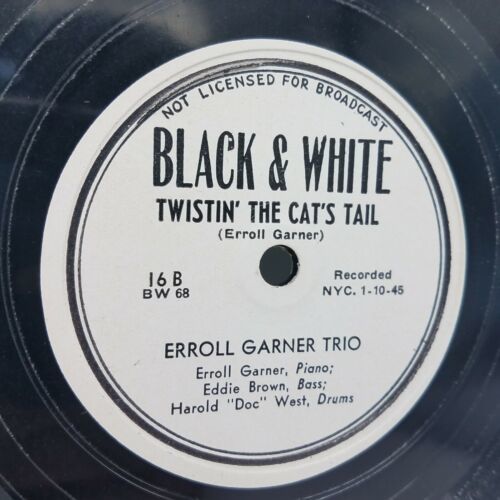 NOT LICENSED FOR BROADCAST
BLACK & WHITE
TWISTIN' THE CAT'S TAIL
(Erroll Garner)
16 B
BW 68
Recorded
NYC. 1-10-45
ERROLL GARNER TRIO
Erroll Garner, Piano;
Eddie Brown, Bass;
Harold "Doc" West, Drums